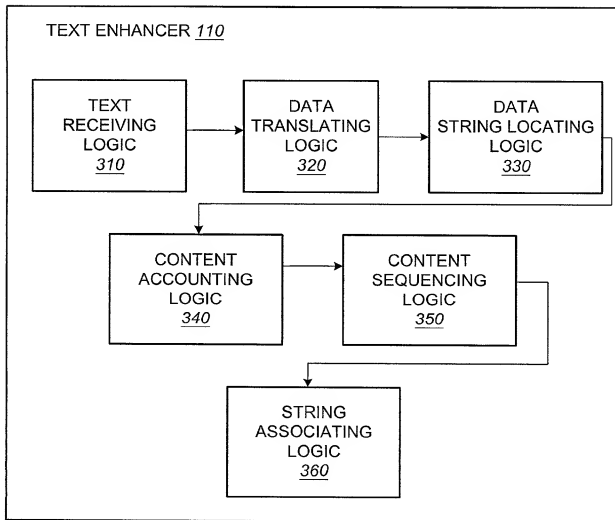 TEXT ENHANCER 110
TEXT
RECEIVING
LOGIC
310
DATA
TRANSLATING
LOGIC
320
DATA
STRING LOCATING
LOGIC
330
CONTENT
ACCOUNTING
LOGIC
340
CONTENT
SEQUENCING
LOGIC
350
STRING
ASSOCIATING
LOGIC
360